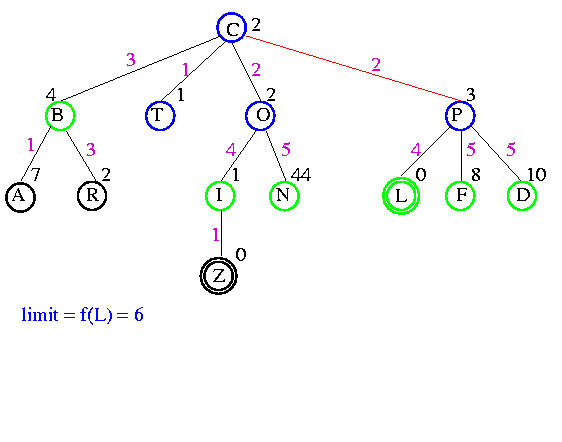 C 2
3 1 2 2
4 1 2 3
B T O P
1 3 4 5 4 5 5
7 2 1 44 0 8 10
A R I N L F D
1
0
Z
limit = f(L) = 6